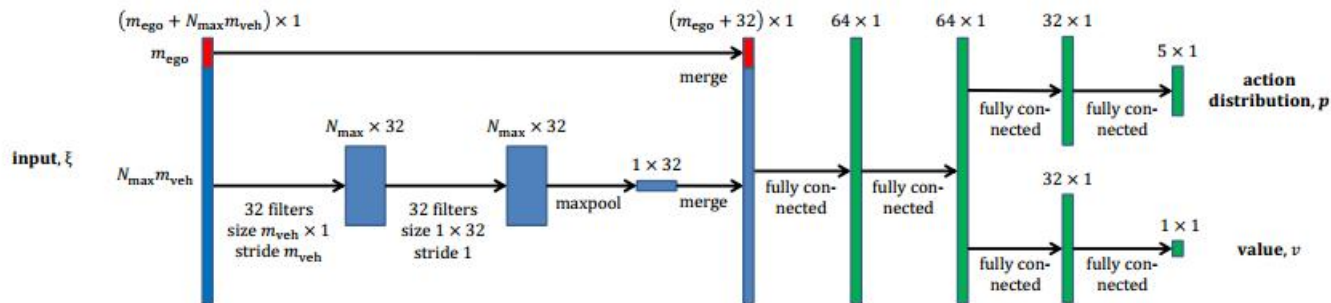 (m_ego + N_max m_veh) × 1
m_ego
input, ξ
N_max m_veh
32 filters
size m_veh × 1
stride m_veh
N_max × 32
32 filters
size 1 × 32
stride 1
N_max × 32
maxpool
1 × 32
merge
merge
(m_ego + 32) × 1
fully con-
nected
64 × 1
fully con-
nected
64 × 1
fully con-
nected
32 × 1
fully con-
nected
5 × 1
action
distribution, p
fully con-
nected
32 × 1
fully con-
nected
1 × 1
value, v